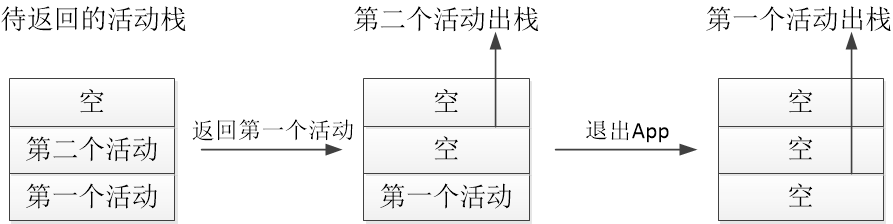 待返回的活动栈
第二个活动出栈
第一个活动出栈
空
第二个活动
第一个活动
返回第一个活动
空
空
第一个活动
退出App
空
空
空